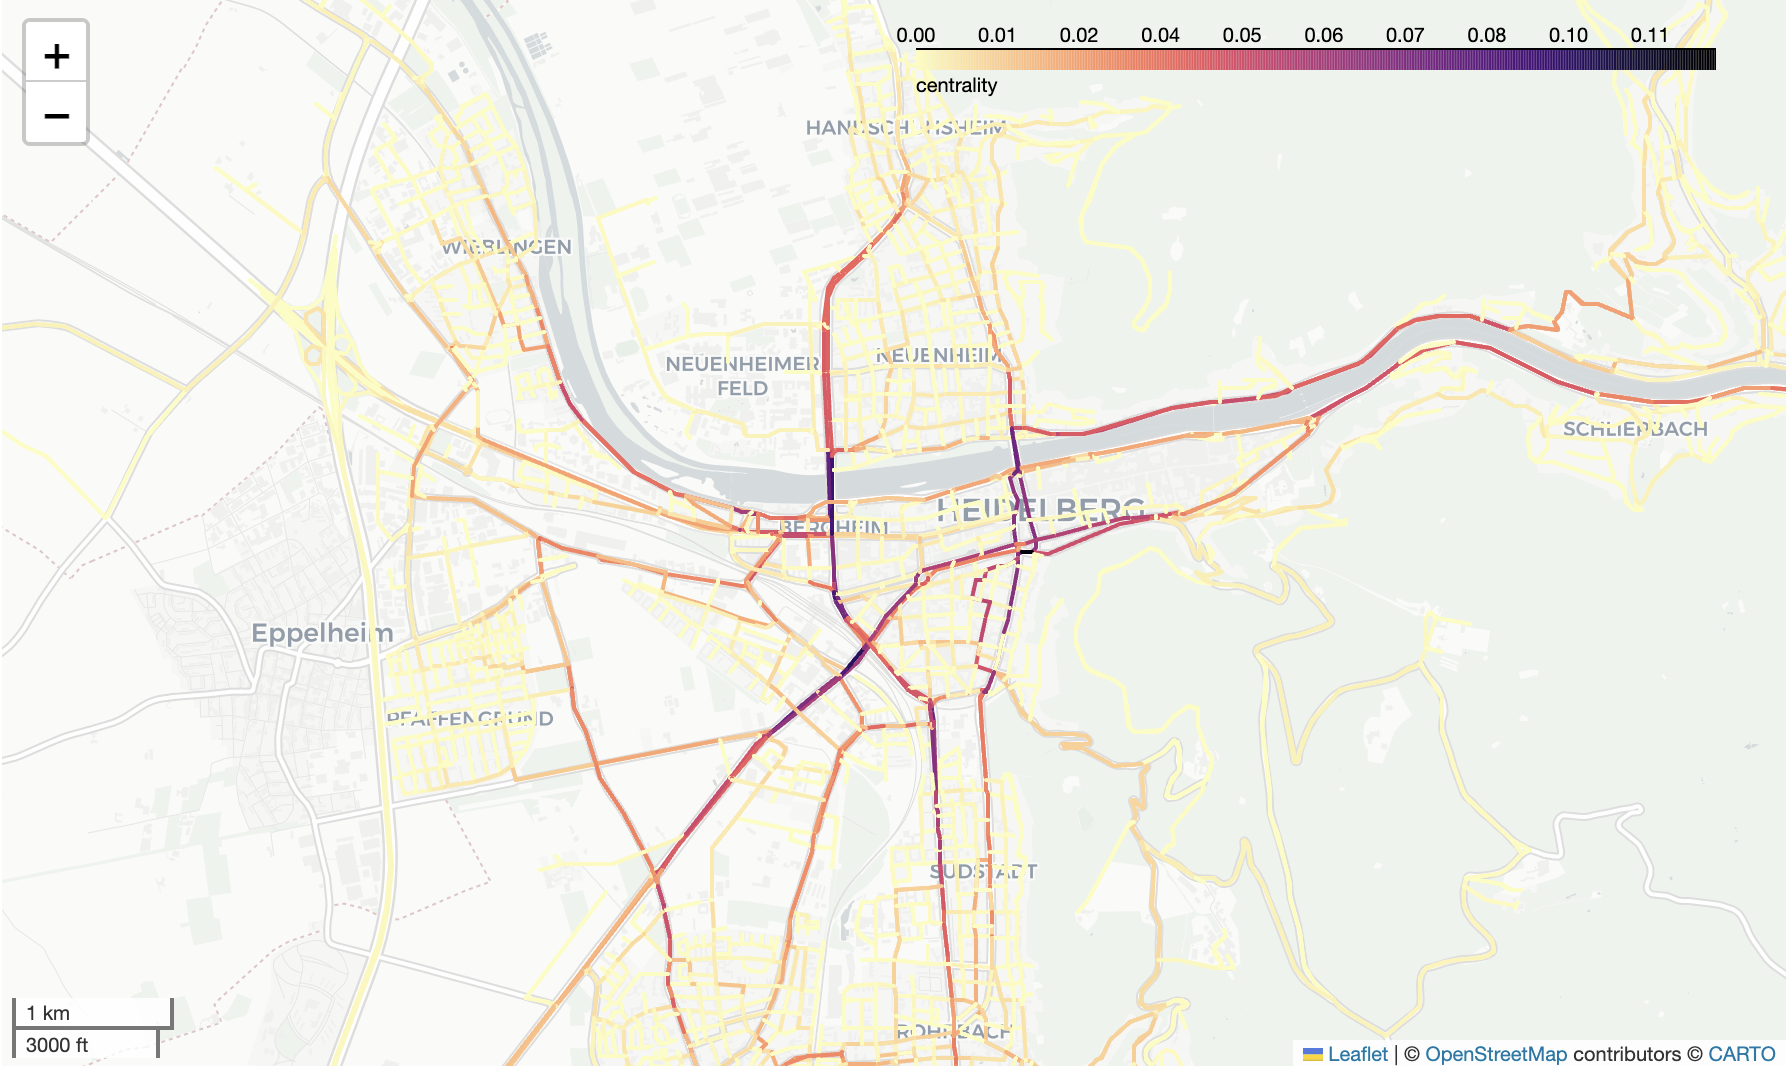 +
−
0.00 0.01 0.02 0.04 0.05 0.06 0.07 0.08 0.10 0.11
centrality
HANDSCHUHSHEIM
WIEBLINGEN
NEUENHEIMER
FELD
NEUENHEIM
SCHLIERBACH
HEIDELBERG
BERGHEIM
Eppelheim
PFAFFENGRUND
SÜDSTADT
ROHRBACH
1 km
3000 ft
Leaflet | © OpenStreetMap contributors © CARTO